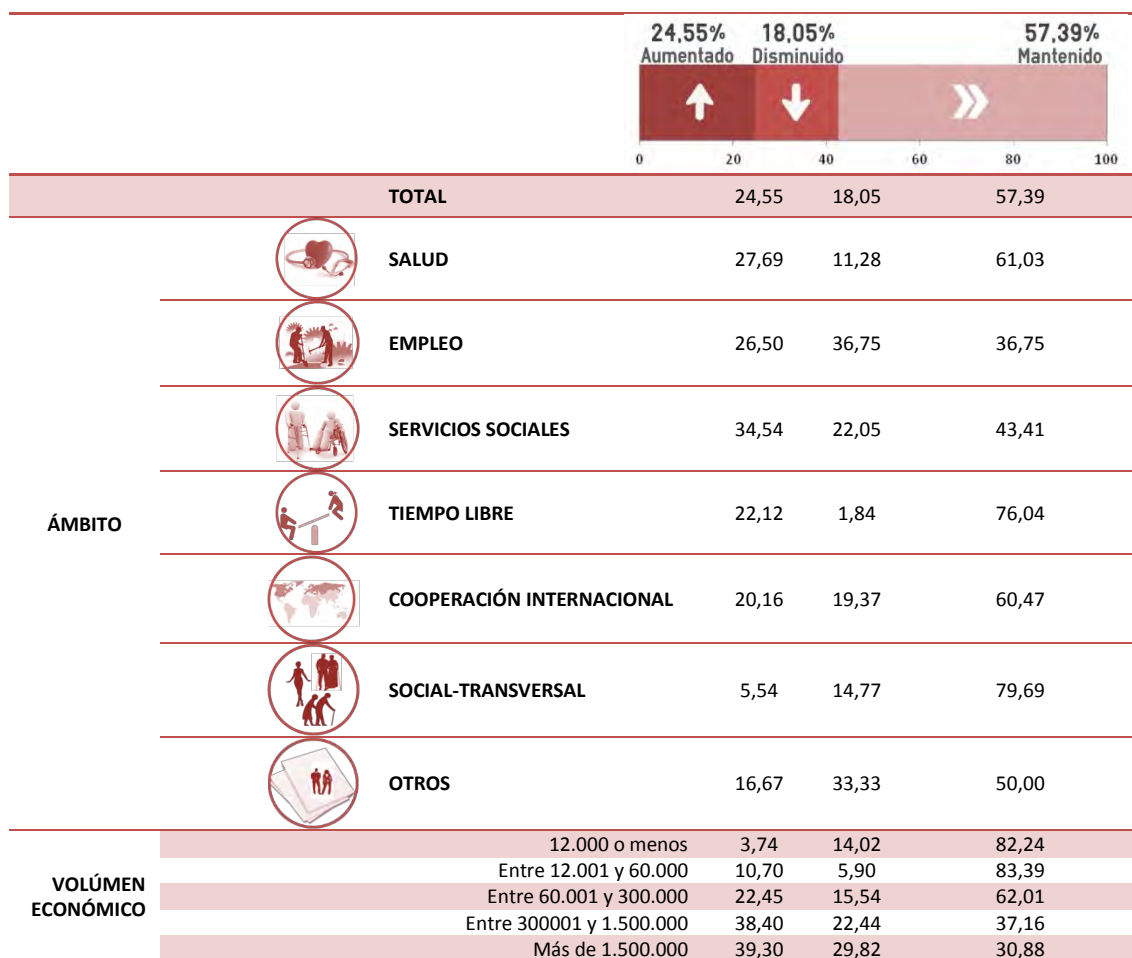 24,55% 18,05% 57,39%
Aumentado Disminuido Mantenido
0 20 40 60 80 100
TOTAL 24,55 18,05 57,39
ÁMBITO
SALUD 27,69 11,28 61,03
EMPLEO 26,50 36,75 36,75
SERVICIOS SOCIALES 34,54 22,05 43,41
TIEMPO LIBRE 22,12 1,84 76,04
COOPERACIÓN INTERNACIONAL 20,16 19,37 60,47
SOCIAL-TRANSVERSAL 5,54 14,77 79,69
OTROS 16,67 33,33 50,00
VOLÚMEN
ECONÓMICO
12.000 o menos 3,74 14,02 82,24
Entre 12.001 y 60.000 10,70 5,90 83,39
Entre 60.001 y 300.000 22,45 15,54 62,01
Entre 300001 y 1.500.000 38,40 22,44 37,16
Más de 1.500.000 39,30 29,82 30,88